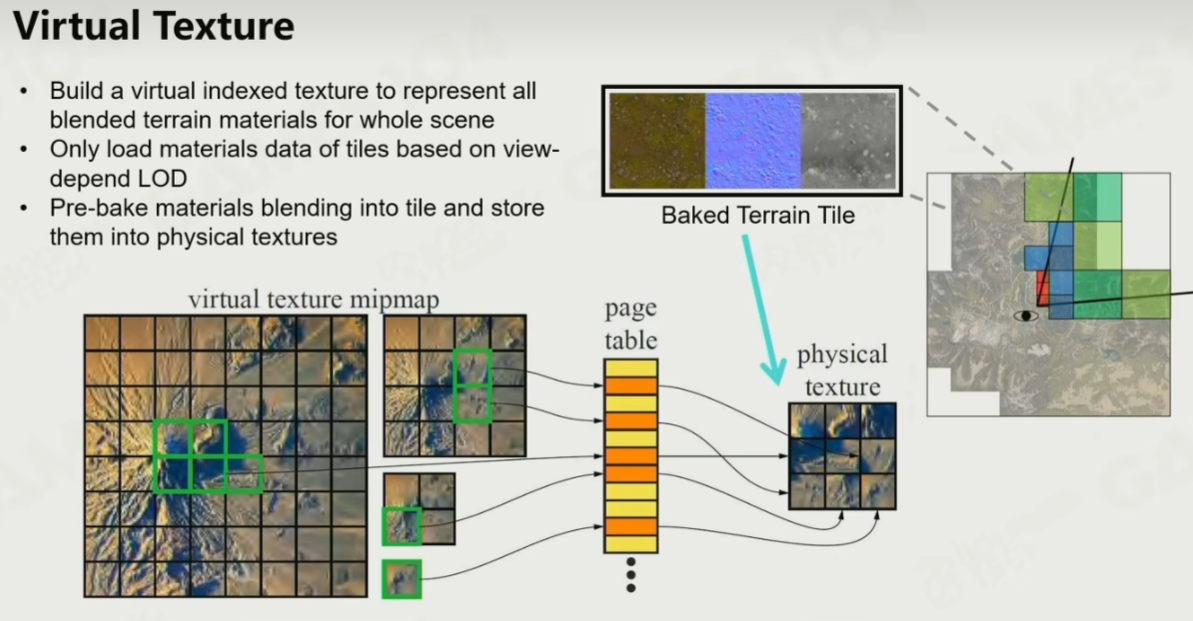 Virtual Texture
• Build a virtual indexed texture to represent all
blended terrain materials for whole scene
• Only load materials data of tiles based on view-
depend LOD
• Pre-bake materials blending into tile and store
them into physical textures
Baked Terrain Tile
virtual texture mipmap
page
table
physical
texture